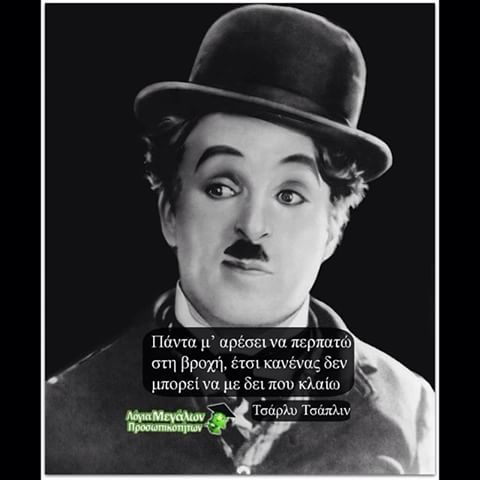 Πάντα μ’ αρέσει να περπατώ
στη βροχή, έτσι κανένας δεν
μπορεί να με δει που κλαίω
Τσάρλυ Τσάπλιν
Λόγια Μεγάλων
Προσωπικοτήτων